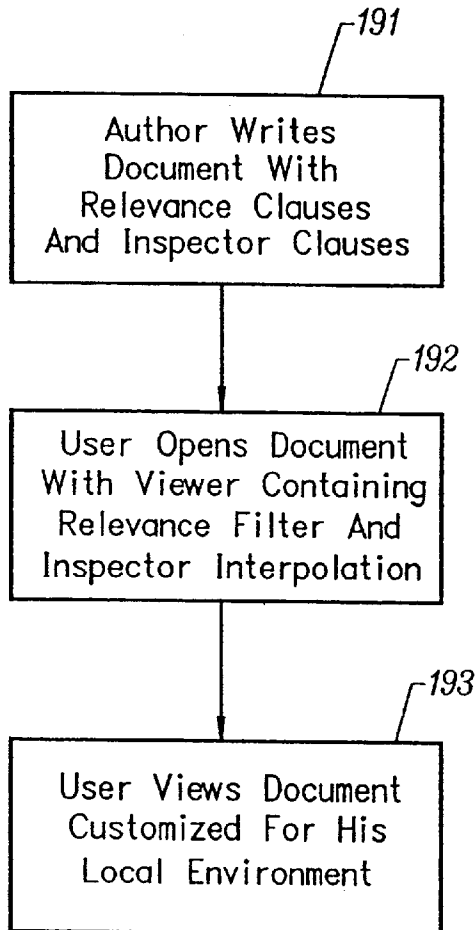 191
Author Writes
Document With
Relevance Clauses
And Inspector Clauses
192
User Opens Document
With Viewer Containing
Relevance Filter And
Inspector Interpolation
193
User Views Document
Customized For His
Local Environment